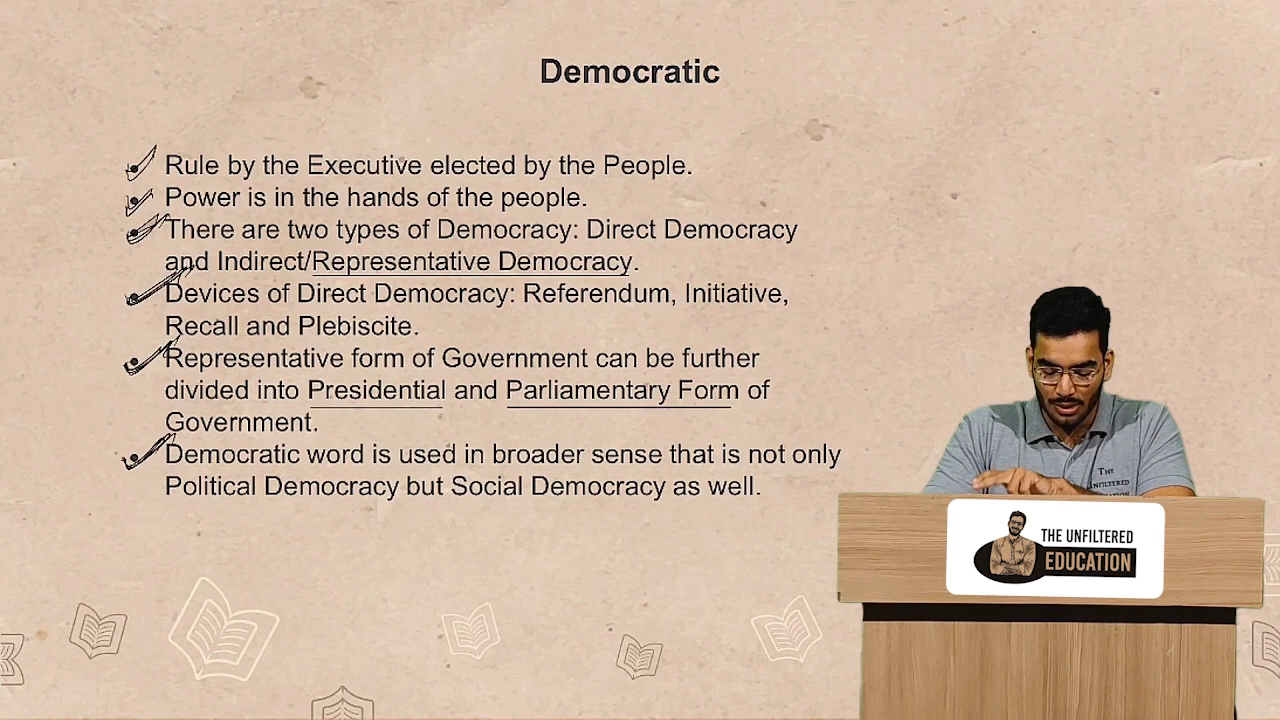 Democratic
Rule by the Executive elected by the People.
Power is in the hands of the people.
There are two types of Democracy: Direct Democracy
and Indirect/Representative Democracy.
Devices of Direct Democracy: Referendum, Initiative,
Recall and Plebiscite.
Representative form of Government can be further
divided into Presidential and Parliamentary Form of
Government.
Democratic word is used in broader sense that is not only
Political Democracy but Social Democracy as well.
THE
THE UNFILTERED
EDUCATION